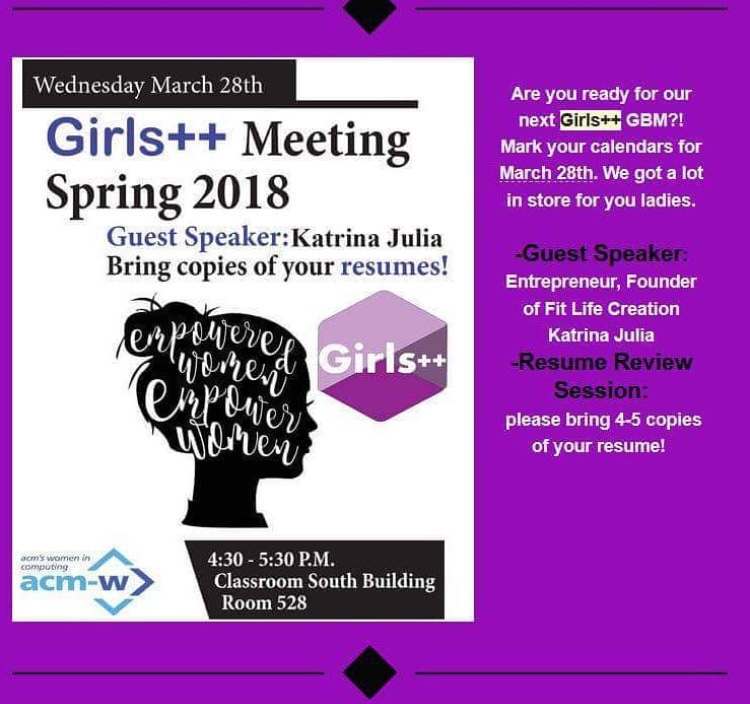 Wednesday March 28th
Girls++ Meeting
Spring 2018
Guest Speaker:Katrina Julia
Bring copies of your resumes!
empowered
women
empower
women
Girls++
acm's women in
computing
acm-w
4:30 - 5:30 P.M.
Classroom South Building
Room 528
Are you ready for our
next Girls++ GBM?!
Mark your calendars for
March 28th. We got a lot
in store for you ladies.
-Guest Speaker:
Entrepreneur, Founder
of Fit Life Creation
Katrina Julia
-Resume Review
Session:
please bring 4-5 copies
of your resume!